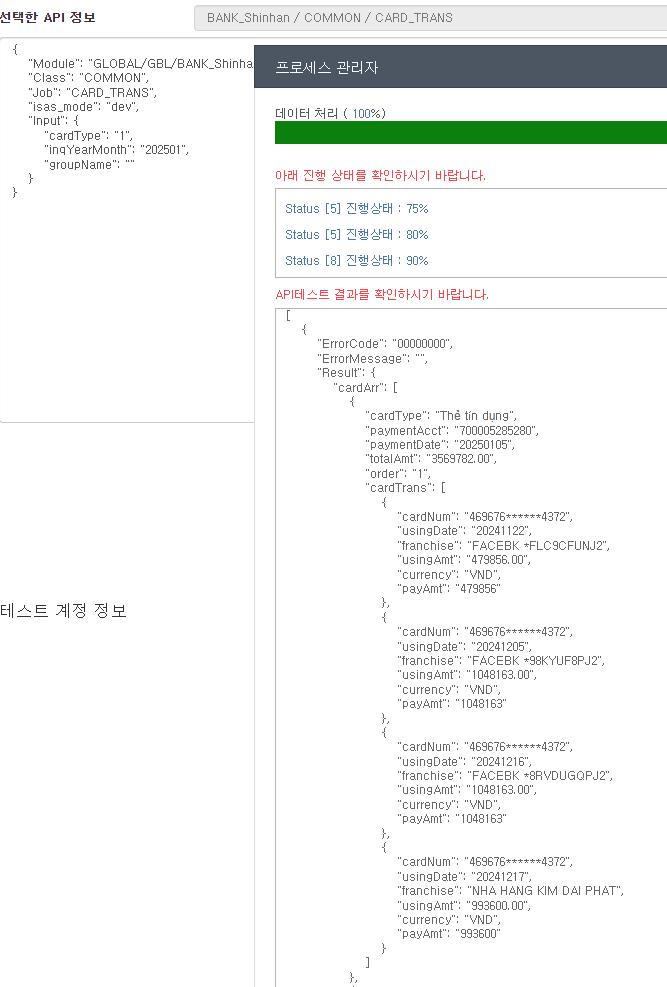 선택한 API 정보
BANK_Shinhan / COMMON / CARD_TRANS
{
"Module": "GLOBAL/GBL/BANK_Shinha
"Class": "COMMON",
"Job": "CARD_TRANS",
"isas_mode": "dev",
"Input": {
"cardType": "1",
"inqYearMonth": "202501",
"groupName": ""
}
}
프로세스 관리자
데이터 처리 ( 100%)
아래 진행 상태를 확인하시기 바랍니다.
Status [5] 진행상태 : 75%
Status [5] 진행상태 : 80%
Status [8] 진행상태 : 90%
API테스트 결과를 확인하시기 바랍니다.
[
{
"ErrorCode": "00000000",
"ErrorMessage": "",
"Result": {
"cardArr": [
{
"cardType": "Thẻ tín dụng",
"paymentAcct": "700005285280",
"paymentDate": "20250105",
"totalAmt": "3569782.00",
"order": "1",
"cardTrans": [
{
"cardNum": "469676******4372",
"usingDate": "20241122",
"franchise": "FACEBK *FLC9CFUNJ2",
"usingAmt": "479856.00",
"currency": "VND",
"payAmt": "479856"
},
{
"cardNum": "469676******4372",
"usingDate": "20241205",
"franchise": "FACEBK *98KYUF8PJ2",
"usingAmt": "1048163.00",
"currency": "VND",
"payAmt": "1048163"
},
{
"cardNum": "469676******4372",
"usingDate": "20241216",
"franchise": "FACEBK *8RVDUGQPJ2",
"usingAmt": "1048163.00",
"currency": "VND",
"payAmt": "1048163"
},
{
"cardNum": "469676******4372",
"usingDate": "20241217",
"franchise": "NHA HANG KIM DAI PHAT",
"usingAmt": "993600.00",
"currency": "VND",
"payAmt": "993600"
}
]
},
테스트 계정 정보